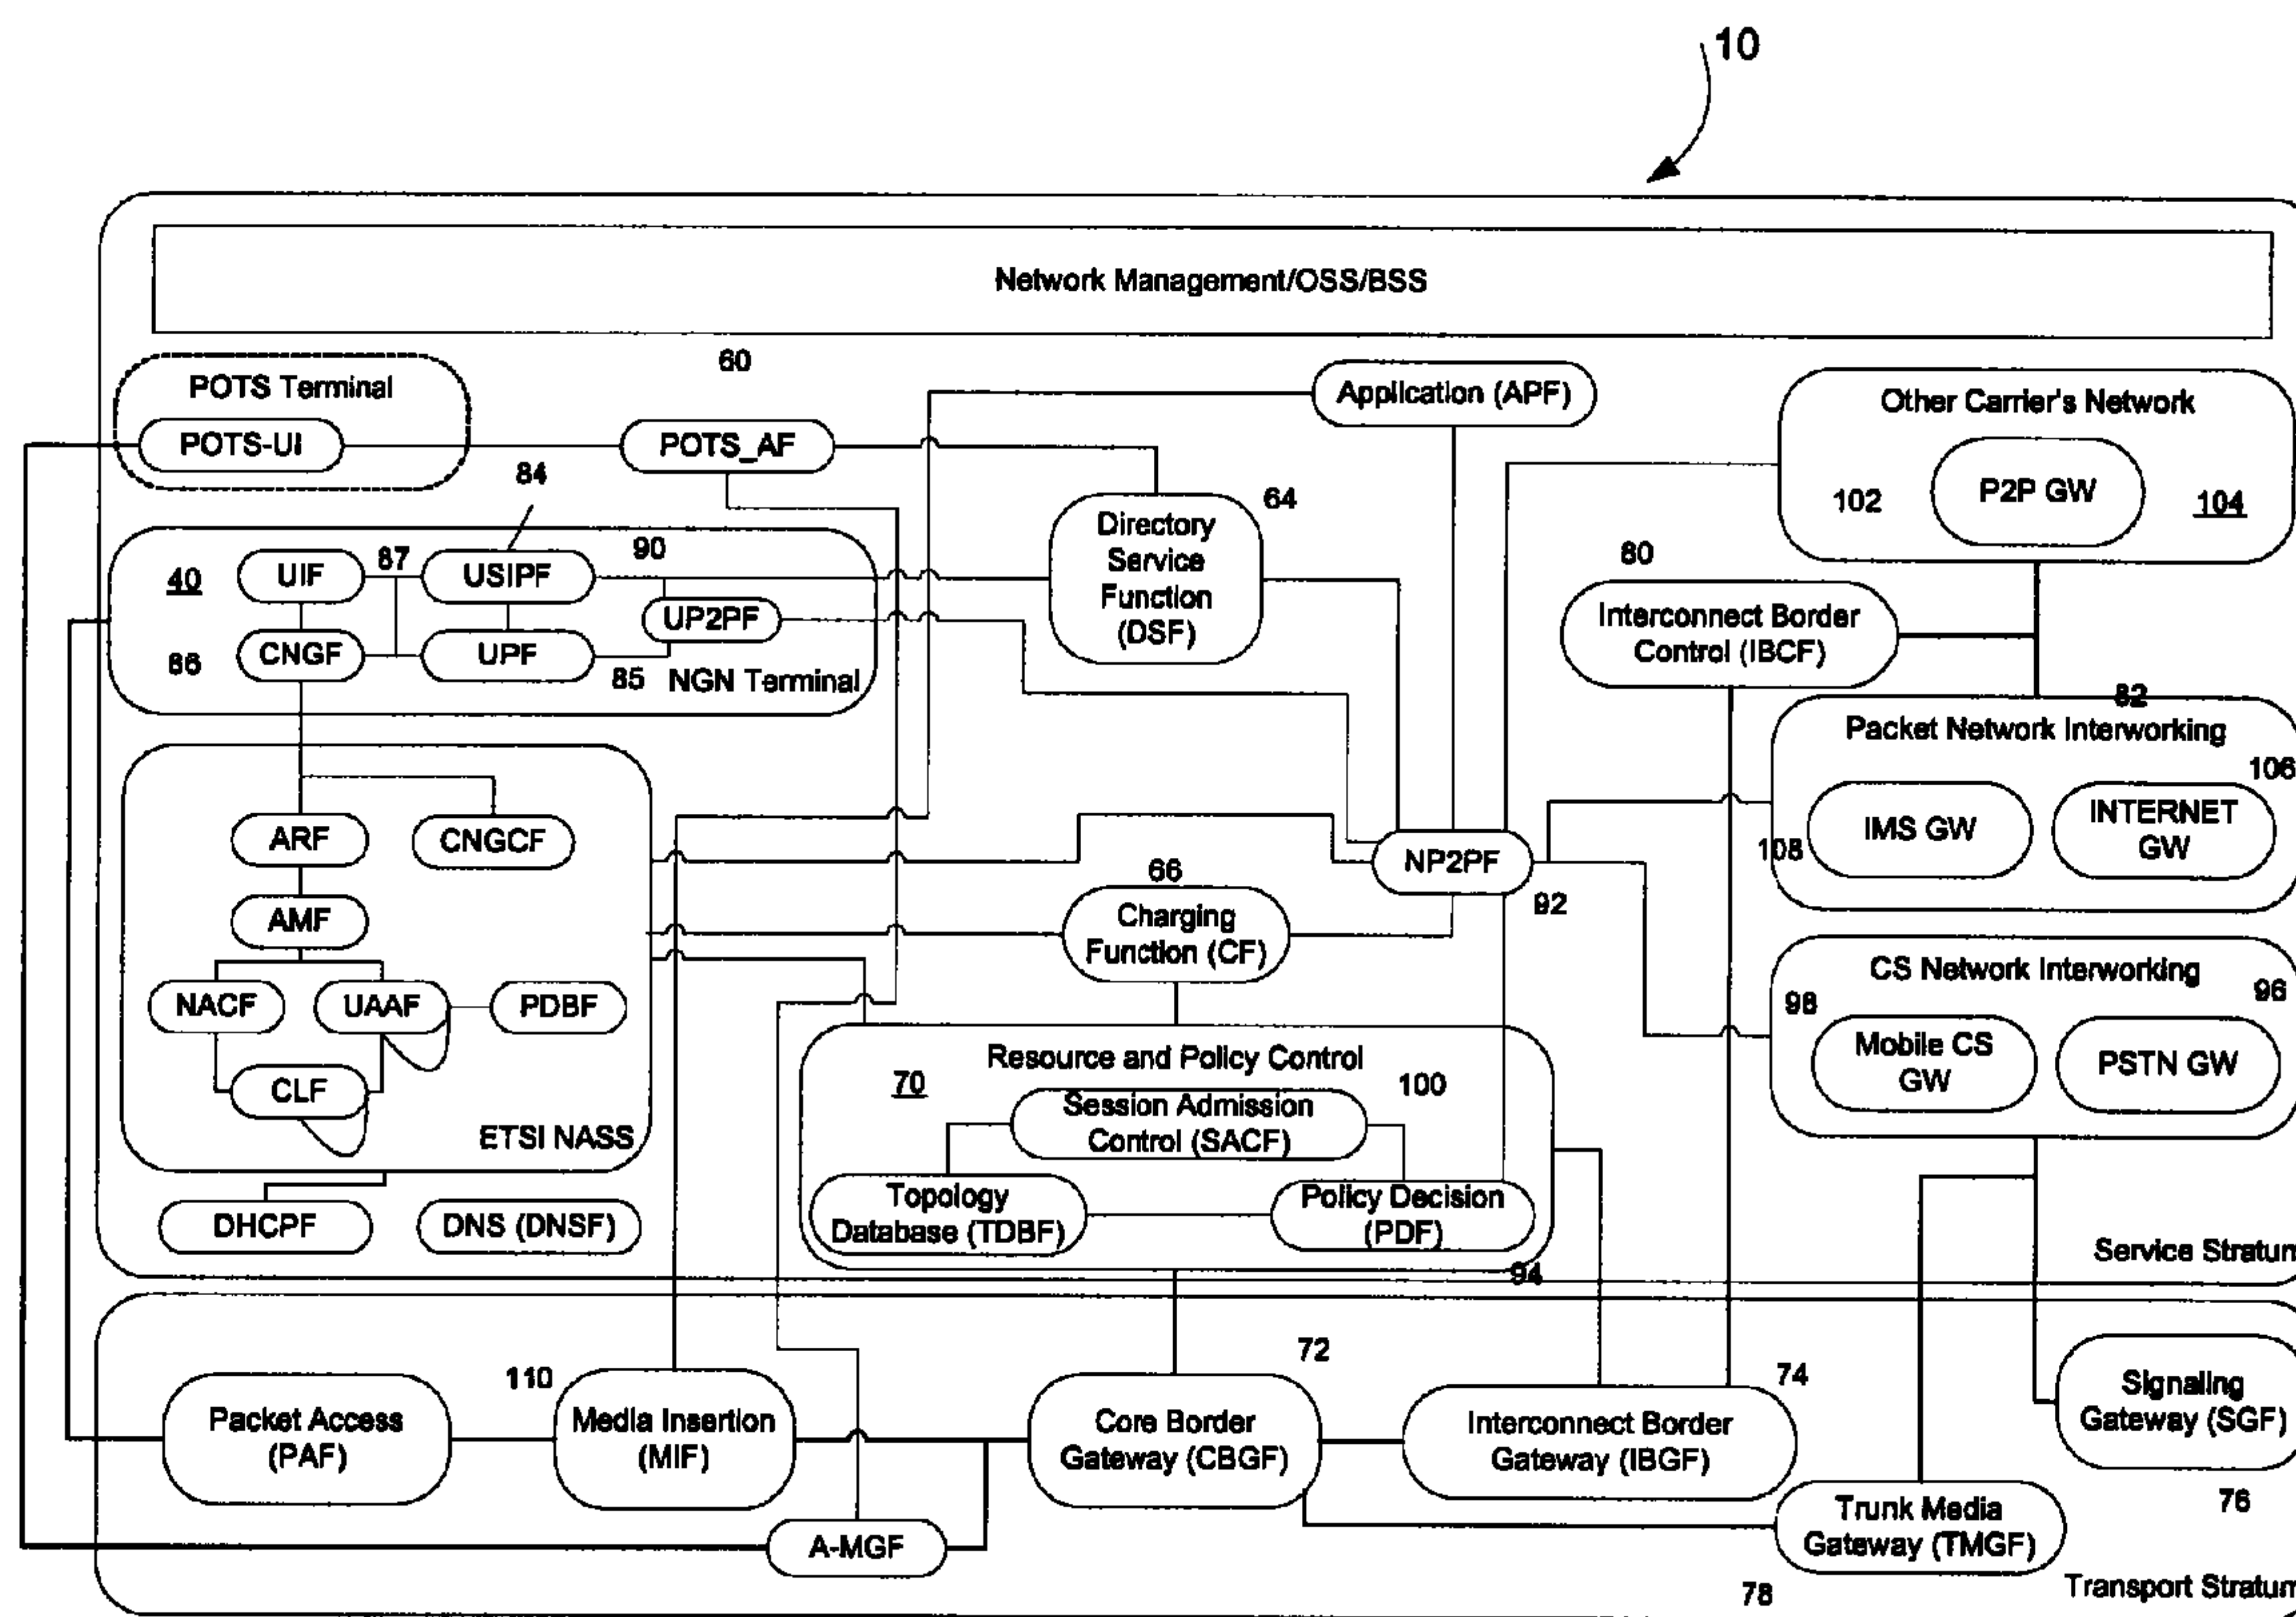 10
Network Management/OSS/BSS
60
POTS Terminal
POTS-UI
POTS_AF
84
Application (APF)
Other Carrier's Network
P2P GW
102
104
64
Directory
Service
Function
(DSF)
40
UIF
87
USIPF
90
UP2PF
86
CNGF
UPF
85
NGN Terminal
80
Interconnect Border
Control (IBCF)
82
Packet Network Interworking
106
IMS GW
INTERNET
GW
108
ARF
CNGCF
AMF
NACF
UAAF
PDBF
CLF
ETSI NASS
NP2PF
92
66
Charging
Function (CF)
CS Network Interworking
98
96
Mobile CS
GW
PSTN GW
Resource and Policy Control
70
100
Session Admission
Control (SACF)
Topology
Database (TDBF)
Policy Decision
(PDF)
94
DHCPF
DNS (DNSF)
Service Stratum
72
74
110
Packet Access
(PAF)
Media Insertion
(MIF)
Core Border
Gateway (CBGF)
Interconnect Border
Gateway (IBGF)
Signaling
Gateway (SGF)
76
A-MGF
Trunk Media
Gateway (TMGF)
78
Transport Stratum